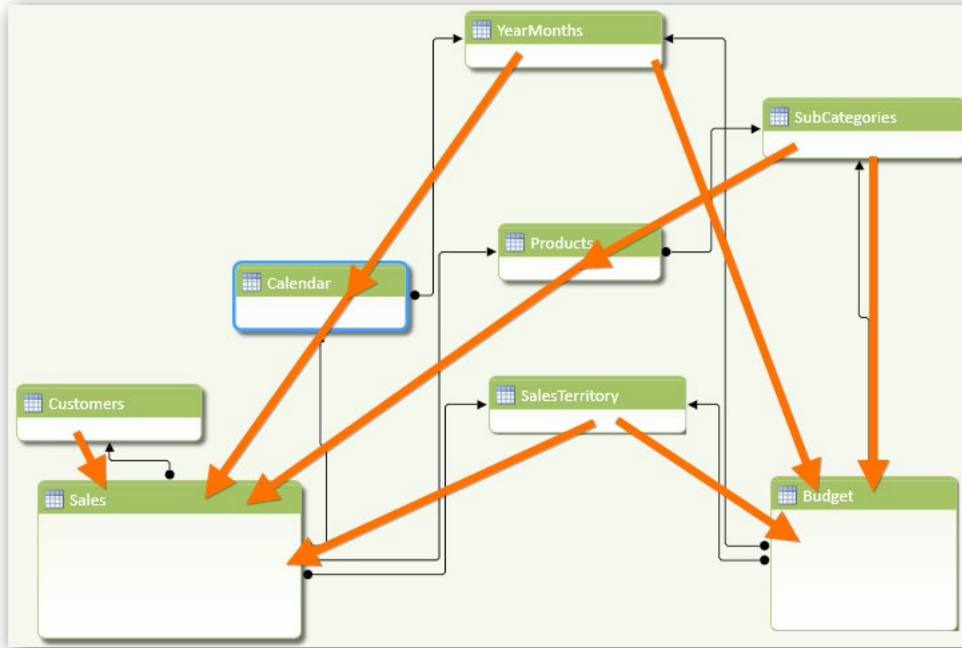 YearMonths
SubCategories
Products
Calendar
SalesTerritory
Customers
Sales
Budget